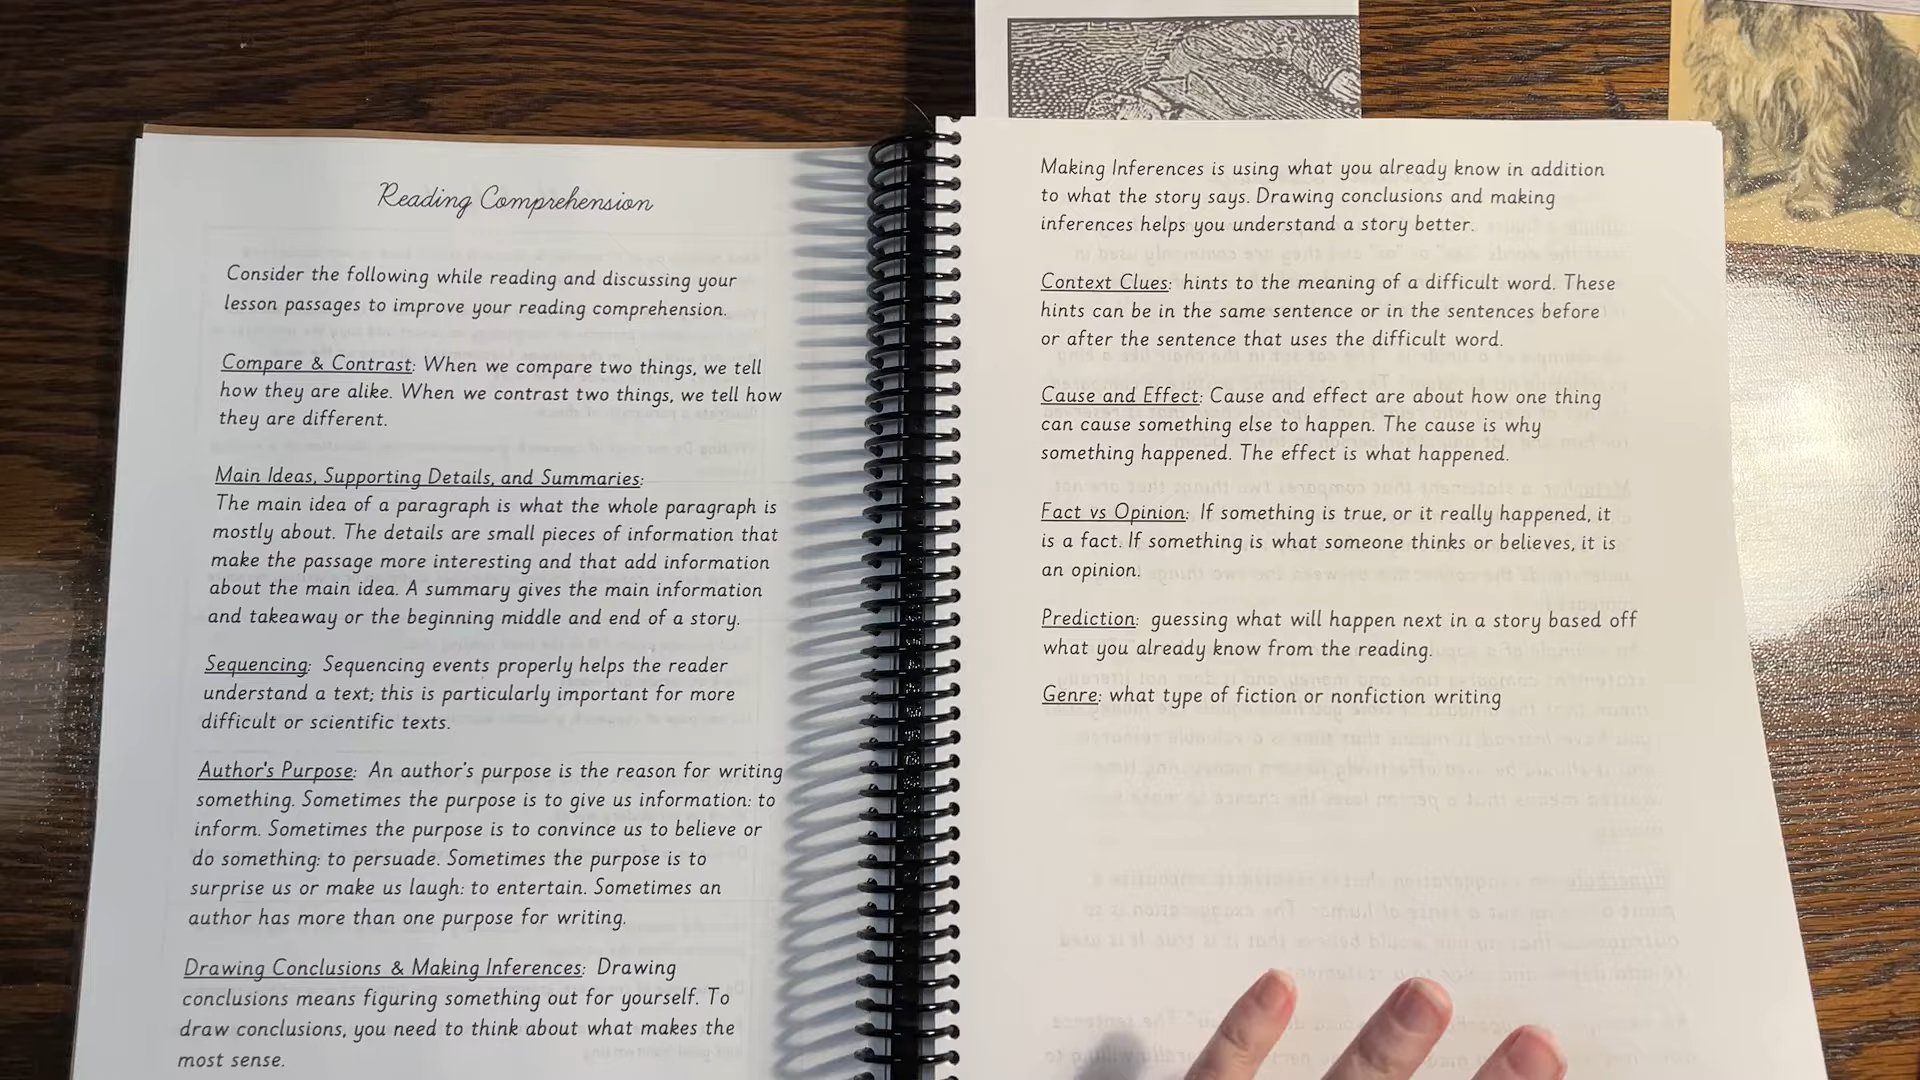 Reading Comprehension
Consider the following while reading and discussing your
lesson passages to improve your reading comprehension.
Compare & Contrast: When we compare two things, we tell
how they are alike. When we contrast two things, we tell how
they are different.
Main Ideas, Supporting Details, and Summaries:
The main idea of a paragraph is what the whole paragraph is
mostly about. The details are small pieces of information that
make the passage more interesting and that add information
about the main idea. A summary gives the main information
and takeaway or the beginning middle and end of a story.
Sequencing: Sequencing events properly helps the reader
understand a text; this is particularly important for more
difficult or scientific texts.
Author's Purpose: An author's purpose is the reason for writing
something. Sometimes the purpose is to give us information: to
inform. Sometimes the purpose is to convince us to believe or
do something: to persuade. Sometimes the purpose is to
surprise us or make us laugh: to entertain. Sometimes an
author has more than one purpose for writing.
Drawing Conclusions & Making Inferences: Drawing
conclusions means figuring something out for yourself. To
draw conclusions, you need to think about what makes the
most sense.
Making Inferences is using what you already know in addition
to what the story says. Drawing conclusions and making
inferences helps you understand a story better.
Context Clues: hints to the meaning of a difficult word. These
hints can be in the same sentence or in the sentences before
or after the sentence that uses the difficult word.
Cause and Effect: Cause and effect are about how one thing
can cause something else to happen. The cause is why
something happened. The effect is what happened.
Fact vs Opinion: If something is true, or it really happened, it
is a fact. If something is what someone thinks or believes, it is
an opinion.
Prediction: guessing what will happen next in a story based off
what you already know from the reading.
Genre: what type of fiction or nonfiction writing